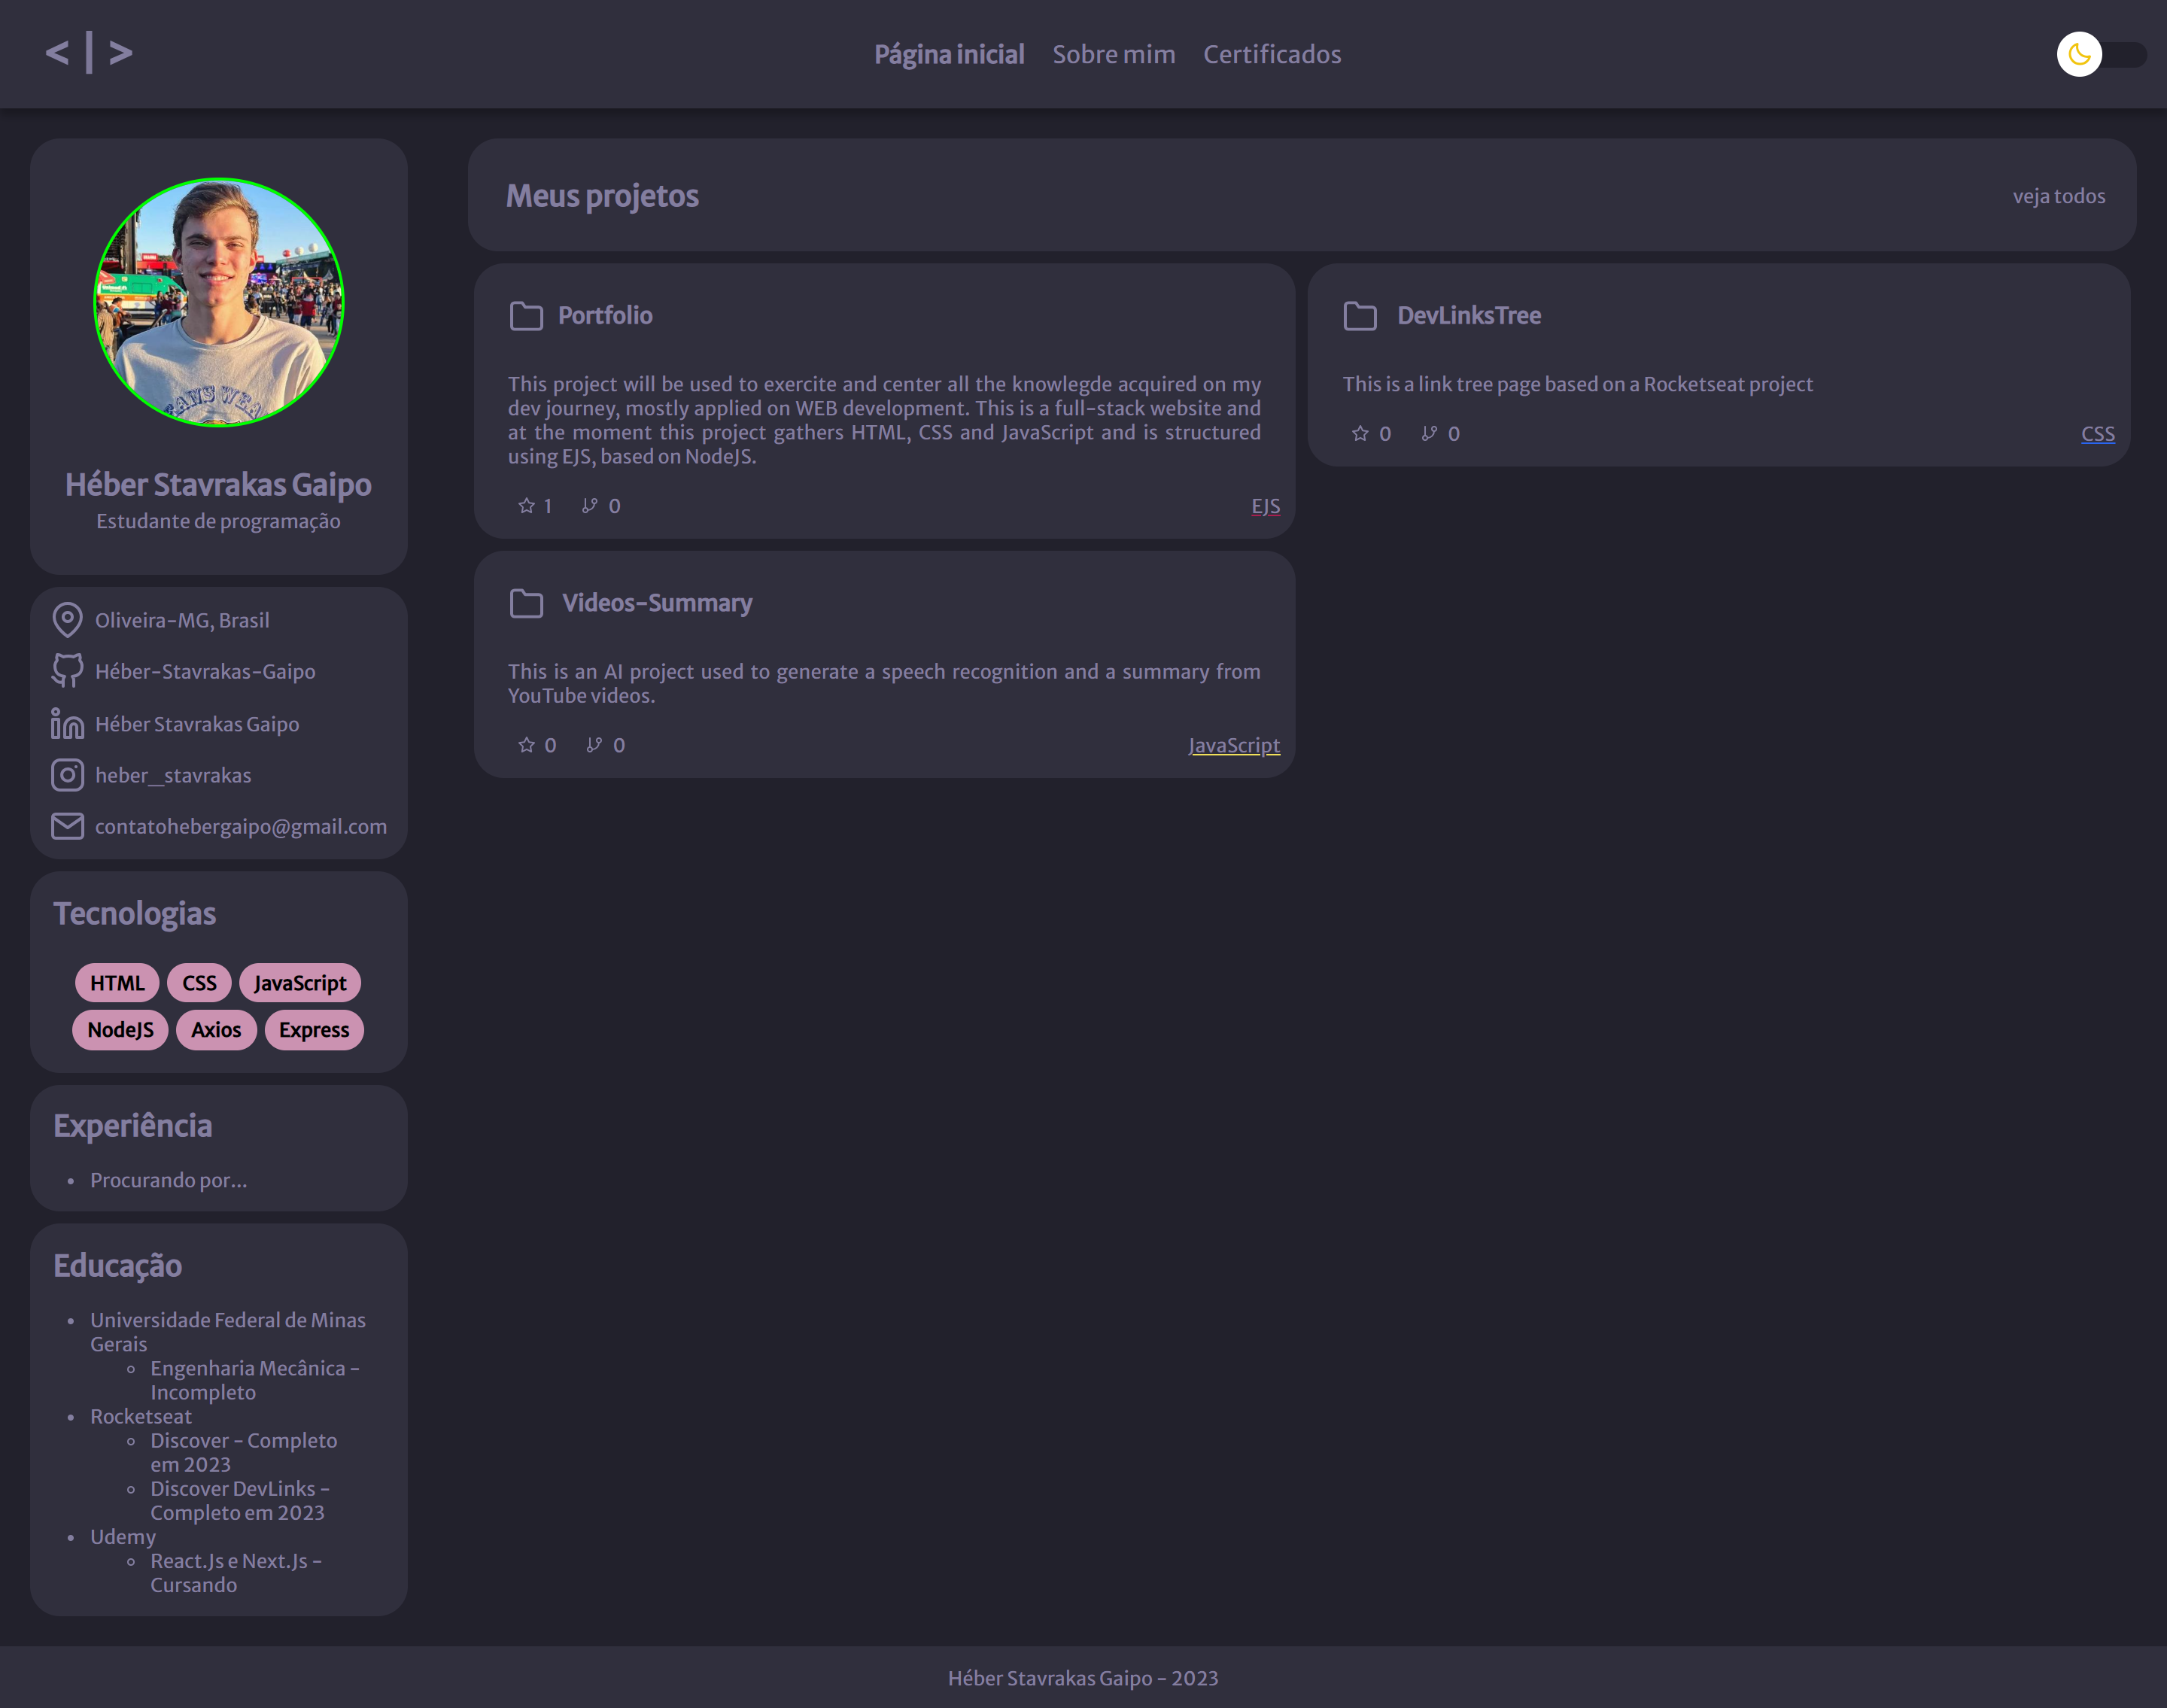 < | >
Página inicial
Sobre mim
Certificados
Héber Stavrakas Gaipo
Estudante de programação
Oliveira-MG, Brasil
Héber-Stavrakas-Gaipo
Héber Stavrakas Gaipo
heber_stavrakas
contatohebergaipo@gmail.com
Tecnologias
HTML
CSS
JavaScript
NodeJS
Axios
Express
Experiência
Procurando por...
Educação
Universidade Federal de Minas
Gerais
Engenharia Mecânica -
Incompleto
Rocketseat
Discover - Completo
em 2023
Discover DevLinks -
Completo em 2023
Udemy
React.Js e Next.Js -
Cursando
Meus projetos
veja todos
Portfolio
This project will be used to exercite and center all the knowlegde acquired on my
dev journey, mostly applied on WEB development. This is a full-stack website and
at the moment this project gathers HTML, CSS and JavaScript and is structured
using EJS, based on NodeJS.
1
0
EJS
DevLinksTree
This is a link tree page based on a Rocketseat project
0
0
CSS
Videos-Summary
This is an AI project used to generate a speech recognition and a summary from
YouTube videos.
0
0
JavaScript
Héber Stavrakas Gaipo - 2023